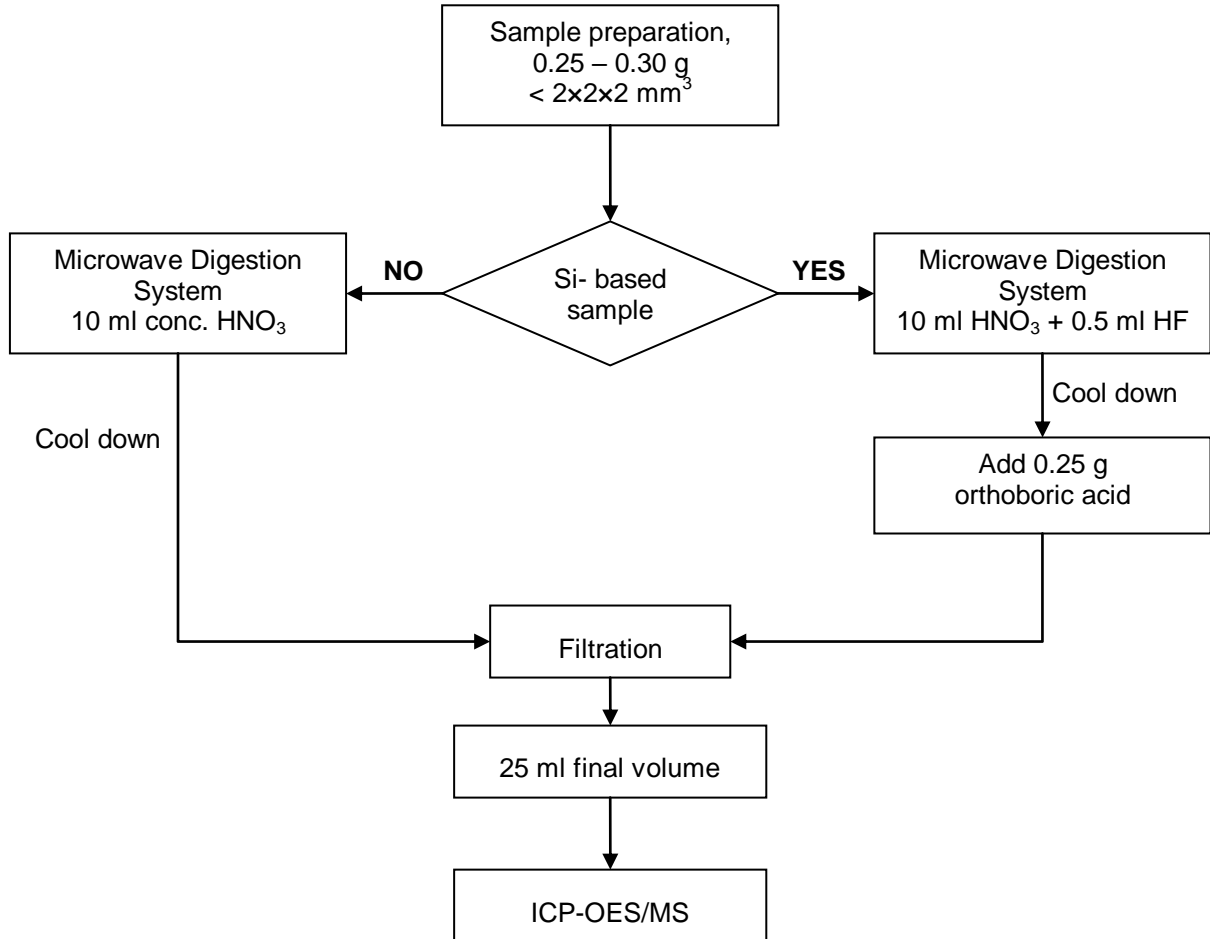 Sample preparation,
0.25 – 0.30 g
< 2×2×2 mm³
Microwave Digestion
System
10 ml conc. HNO₃
NO
Si- based
sample
YES
Microwave Digestion
System
10 ml HNO₃ + 0.5 ml HF
Cool down
Cool down
Add 0.25 g
orthoboric acid
Filtration
25 ml final volume
ICP-OES/MS